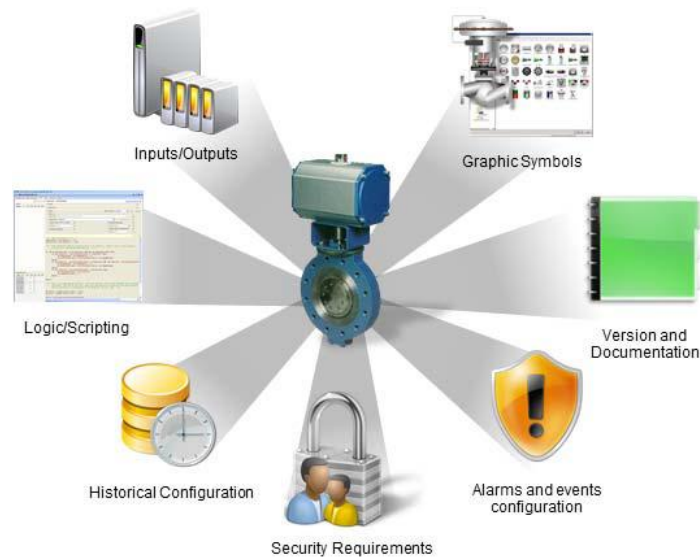 Inputs/Outputs
Graphic Symbols
Logic/Scripting
Version and
Documentation
Historical Configuration
Alarms and events
configuration
Security Requirements